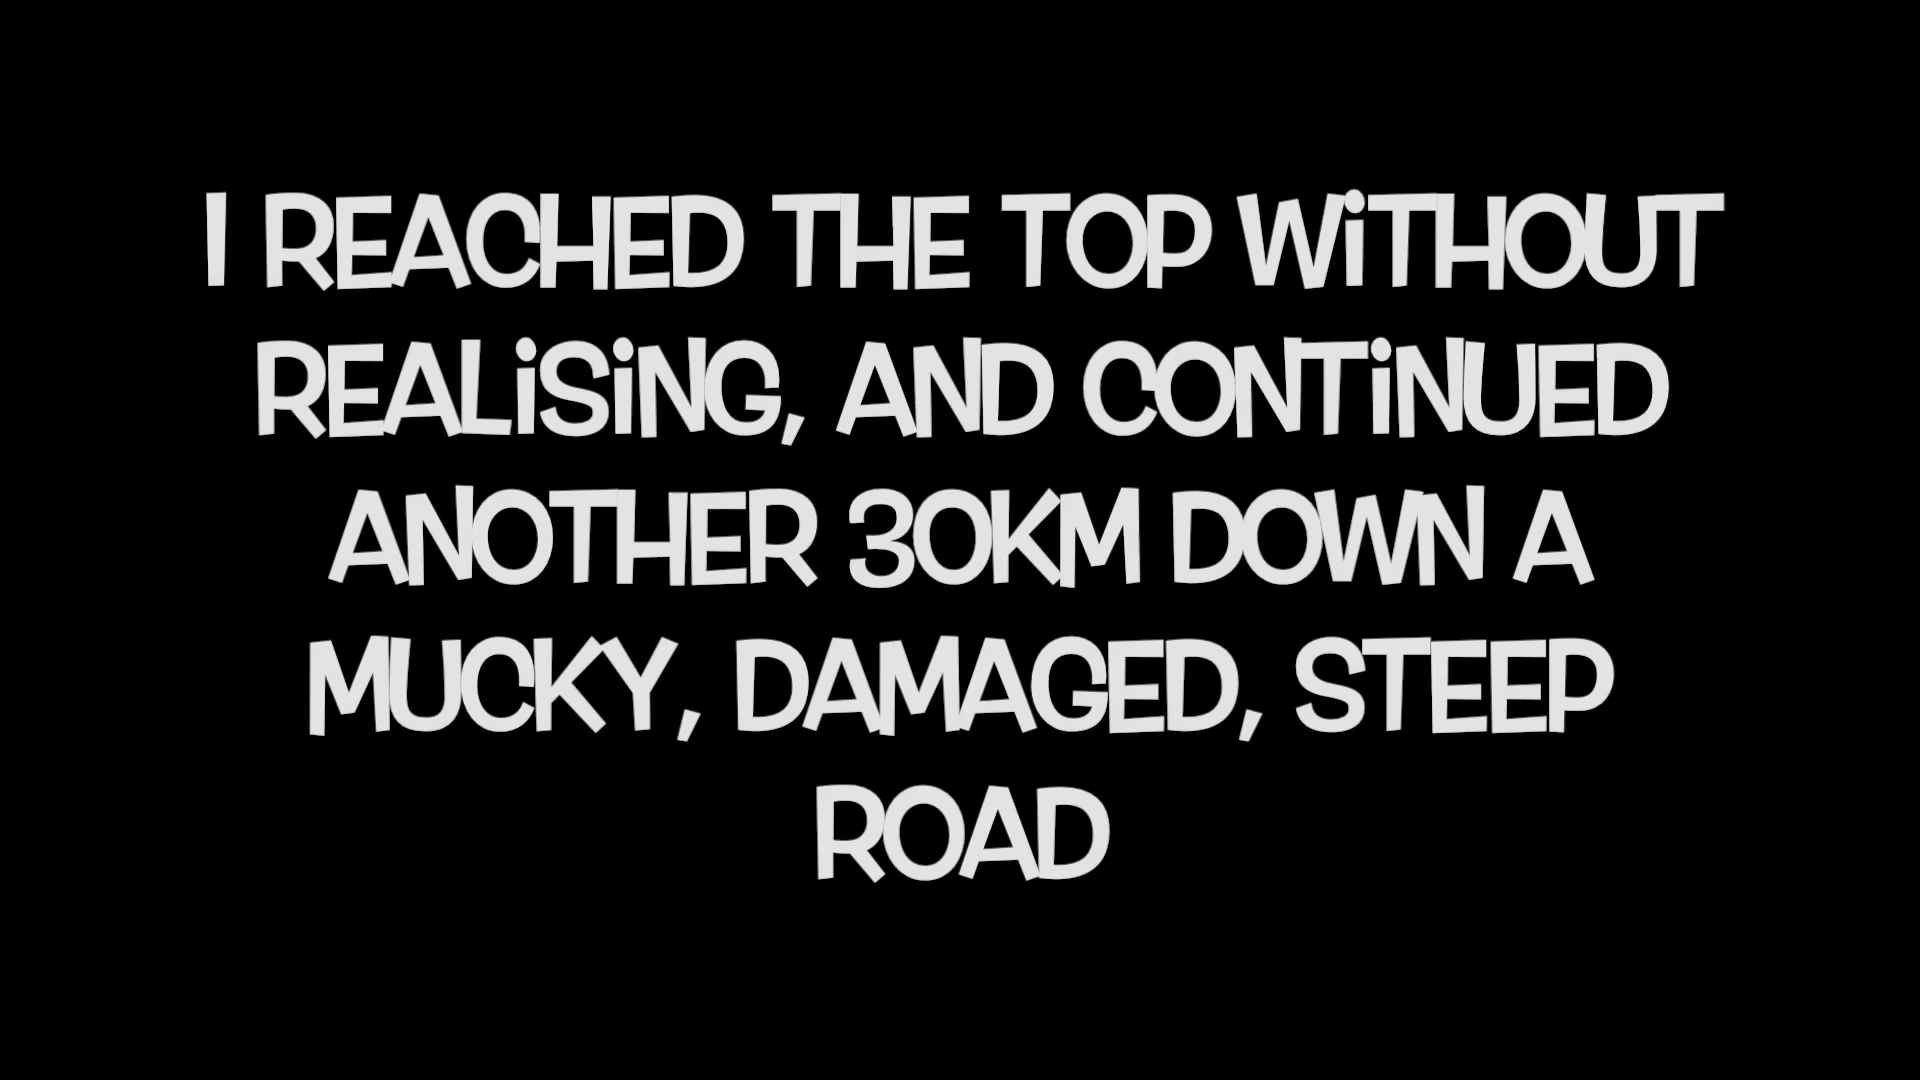 I REACHED THE TOP WiTHOUT
REALiSiNG, AND CONTiNUED
ANOTHER 30KM DOWN A
MUCKY, DAMAGED, STEEP
ROAD